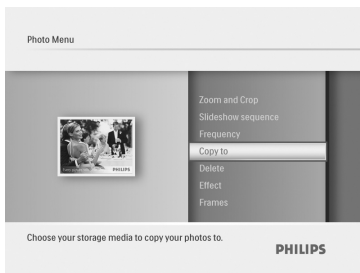 Photo Menu
Zoom and Crop
Slideshow sequence
Frequency
Copy to
Delete
Effect
Frames
PHILIPS
Choose your storage media to copy your photos to.
PHILIPS